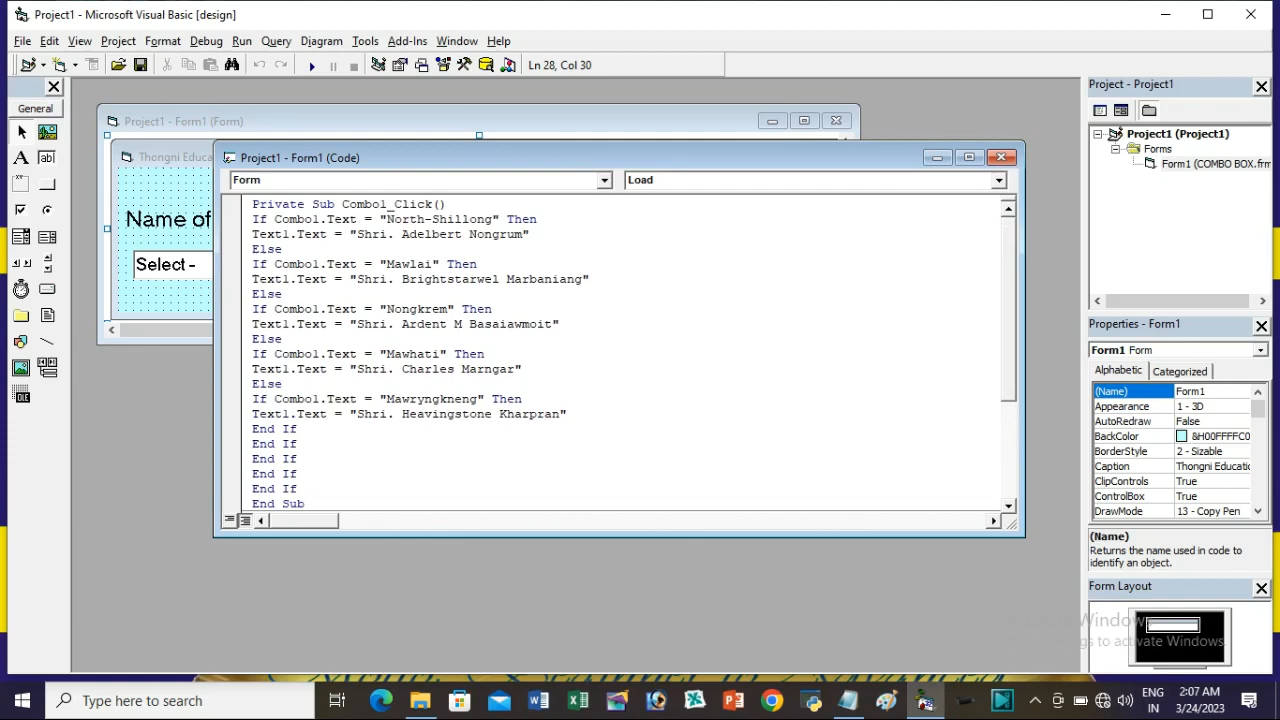 Project1 - Microsoft Visual Basic [design]
File Edit View Project Format Debug Run Query Diagram Tools Add-Ins Window Help
Ln 28, Col 30
General
Project1 - Form1 (Form)
Thongni Educa
Name of
Select -
Project1 - Form1 (Code)
Form
Load
Private Sub Combo1_Click()
If Combo1.Text = "North-Shillong" Then
Text1.Text = "Shri. Adelbert Nongrum"
Else
If Combo1.Text = "Mawlai" Then
Text1.Text = "Shri. Brightstarwel Marbaniang"
Else
If Combo1.Text = "Nongkrem" Then
Text1.Text = "Shri. Ardent M Basaiawmoit"
Else
If Combo1.Text = "Mawhati" Then
Text1.Text = "Shri. Charles Marngar"
Else
If Combo1.Text = "Mawryngkneng" Then
Text1.Text = "Shri. Heavingstone Kharpran"
End If
End If
End If
End If
End If
End Sub
Project - Project1
Project1 (Project1)
Forms
Form1 (COMBO BOX.frm
Properties - Form1
Form1 Form
Alphabetic Categorized
(Name) Form1
Appearance 1 - 3D
AutoRedraw False
BackColor &H00FFFFC0
BorderStyle 2 - Sizable
Caption Thongni Educati
ClipControls True
ControlBox True
DrawMode 13 - Copy Pen
(Name)
Returns the name used in code to
identify an object.
Form Layout
to activate Windows.
Type here to search
ENG
IN
2:07 AM
3/24/2023